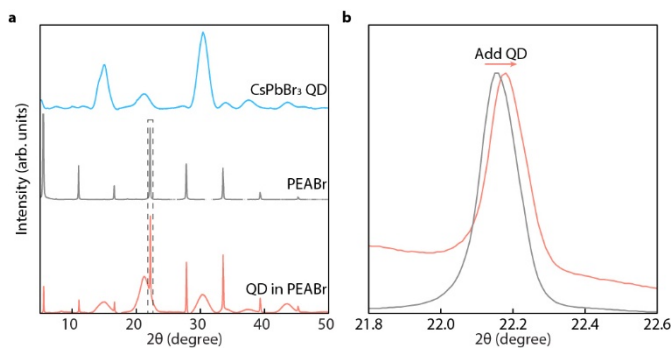 a
b
Intensity (arb. units)
CsPbBr₃ QD
PEABr
QD in PEABr
10 20 30 40 50
2θ (degree)
Add QD
21.8 22.0 22.2 22.4 22.6
2θ (degree)